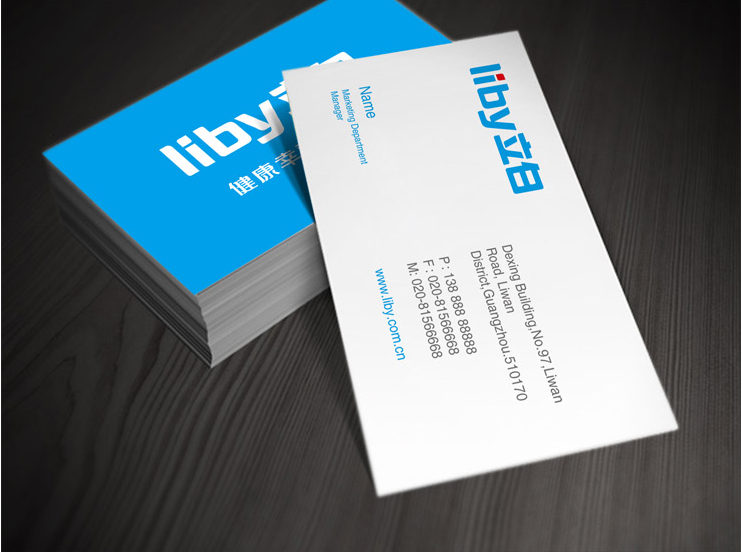 liby立白
健康幸
liby立白
Name
Marketing Department
Manager
Dexing Building,No.97,Liwan
Road, Liwan
District,Guangzhou.510170
P: 138 888 88888
F: 020-81566668
M: 020-81566668
www.liby.com.cn